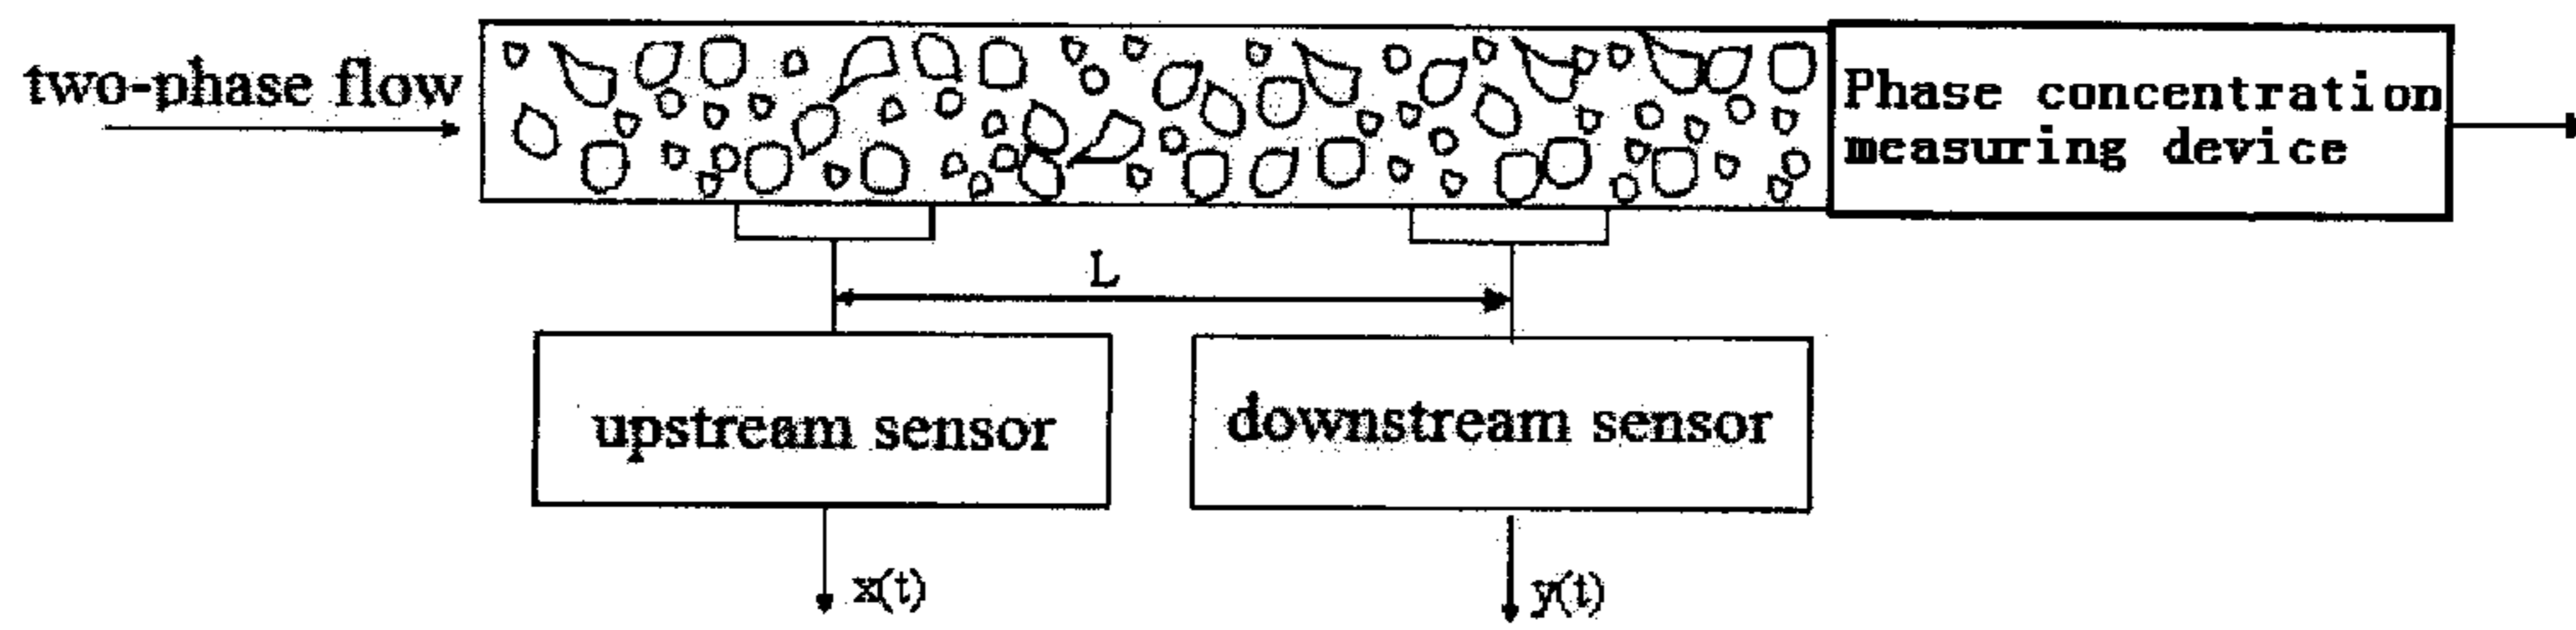 two-phase flow
Phase concentration
measuring device
L
upstream sensor
downstream sensor
x(t)
y(t)